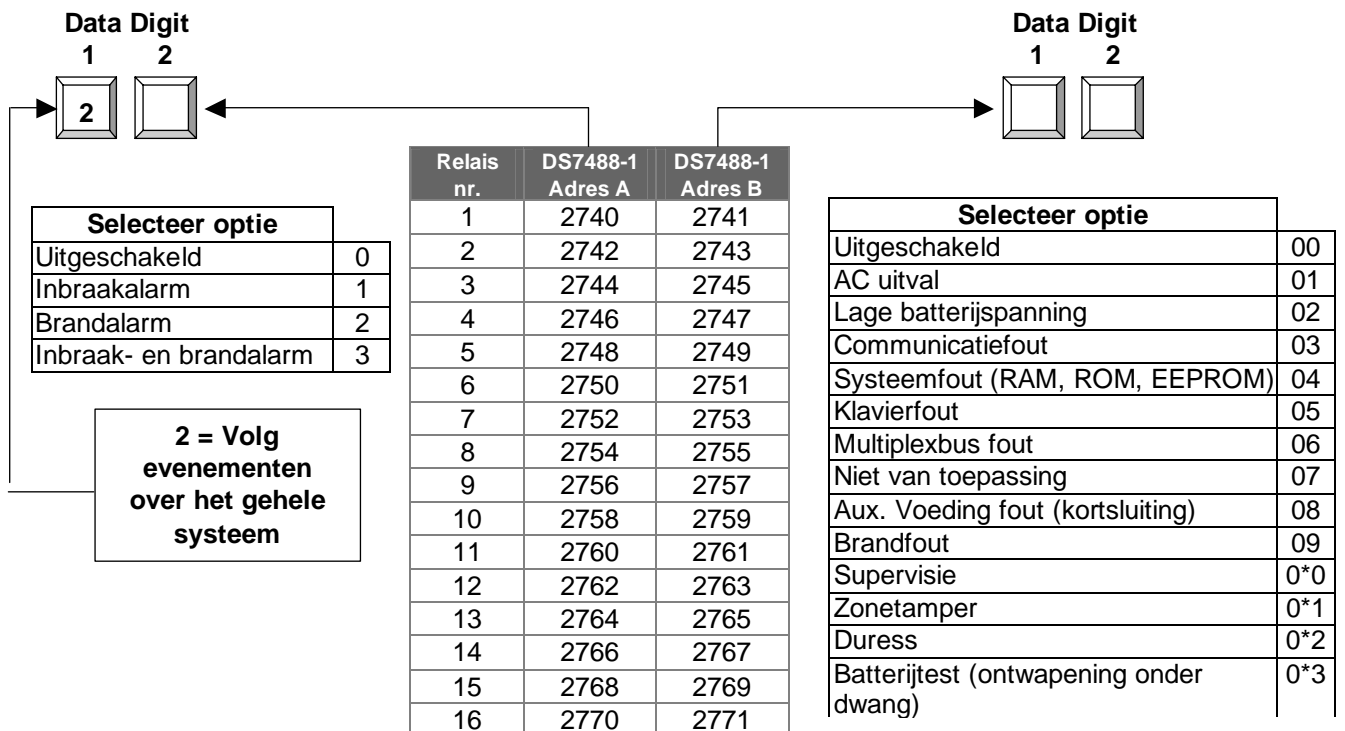 Data Digit
1 2
2
Selecteer optie
Uitgeschakeld 0
Inbraakalarm 1
Brandalarm 2
Inbraak- en brandalarm 3
2 = Volg
evenementen
over het gehele
systeem
Relais nr. DS7488-1 Adres A DS7488-1 Adres B
1 2740 2741
2 2742 2743
3 2744 2745
4 2746 2747
5 2748 2749
6 2750 2751
7 2752 2753
8 2754 2755
9 2756 2757
10 2758 2759
11 2760 2761
12 2762 2763
13 2764 2765
14 2766 2767
15 2768 2769
16 2770 2771
Data Digit
1 2
Selecteer optie
Uitgeschakeld 00
AC uitval 01
Lage batterijspanning 02
Communicatiefout 03
Systeemfout (RAM, ROM, EEPROM) 04
Klavierfout 05
Multiplexbus fout 06
Niet van toepassing 07
Aux. Voeding fout (kortsluiting) 08
Brandfout 09
Supervisie 0*0
Zonetamper 0*1
Duress 0*2
Batterijtest (ontwapening onder 0*3
dwang)